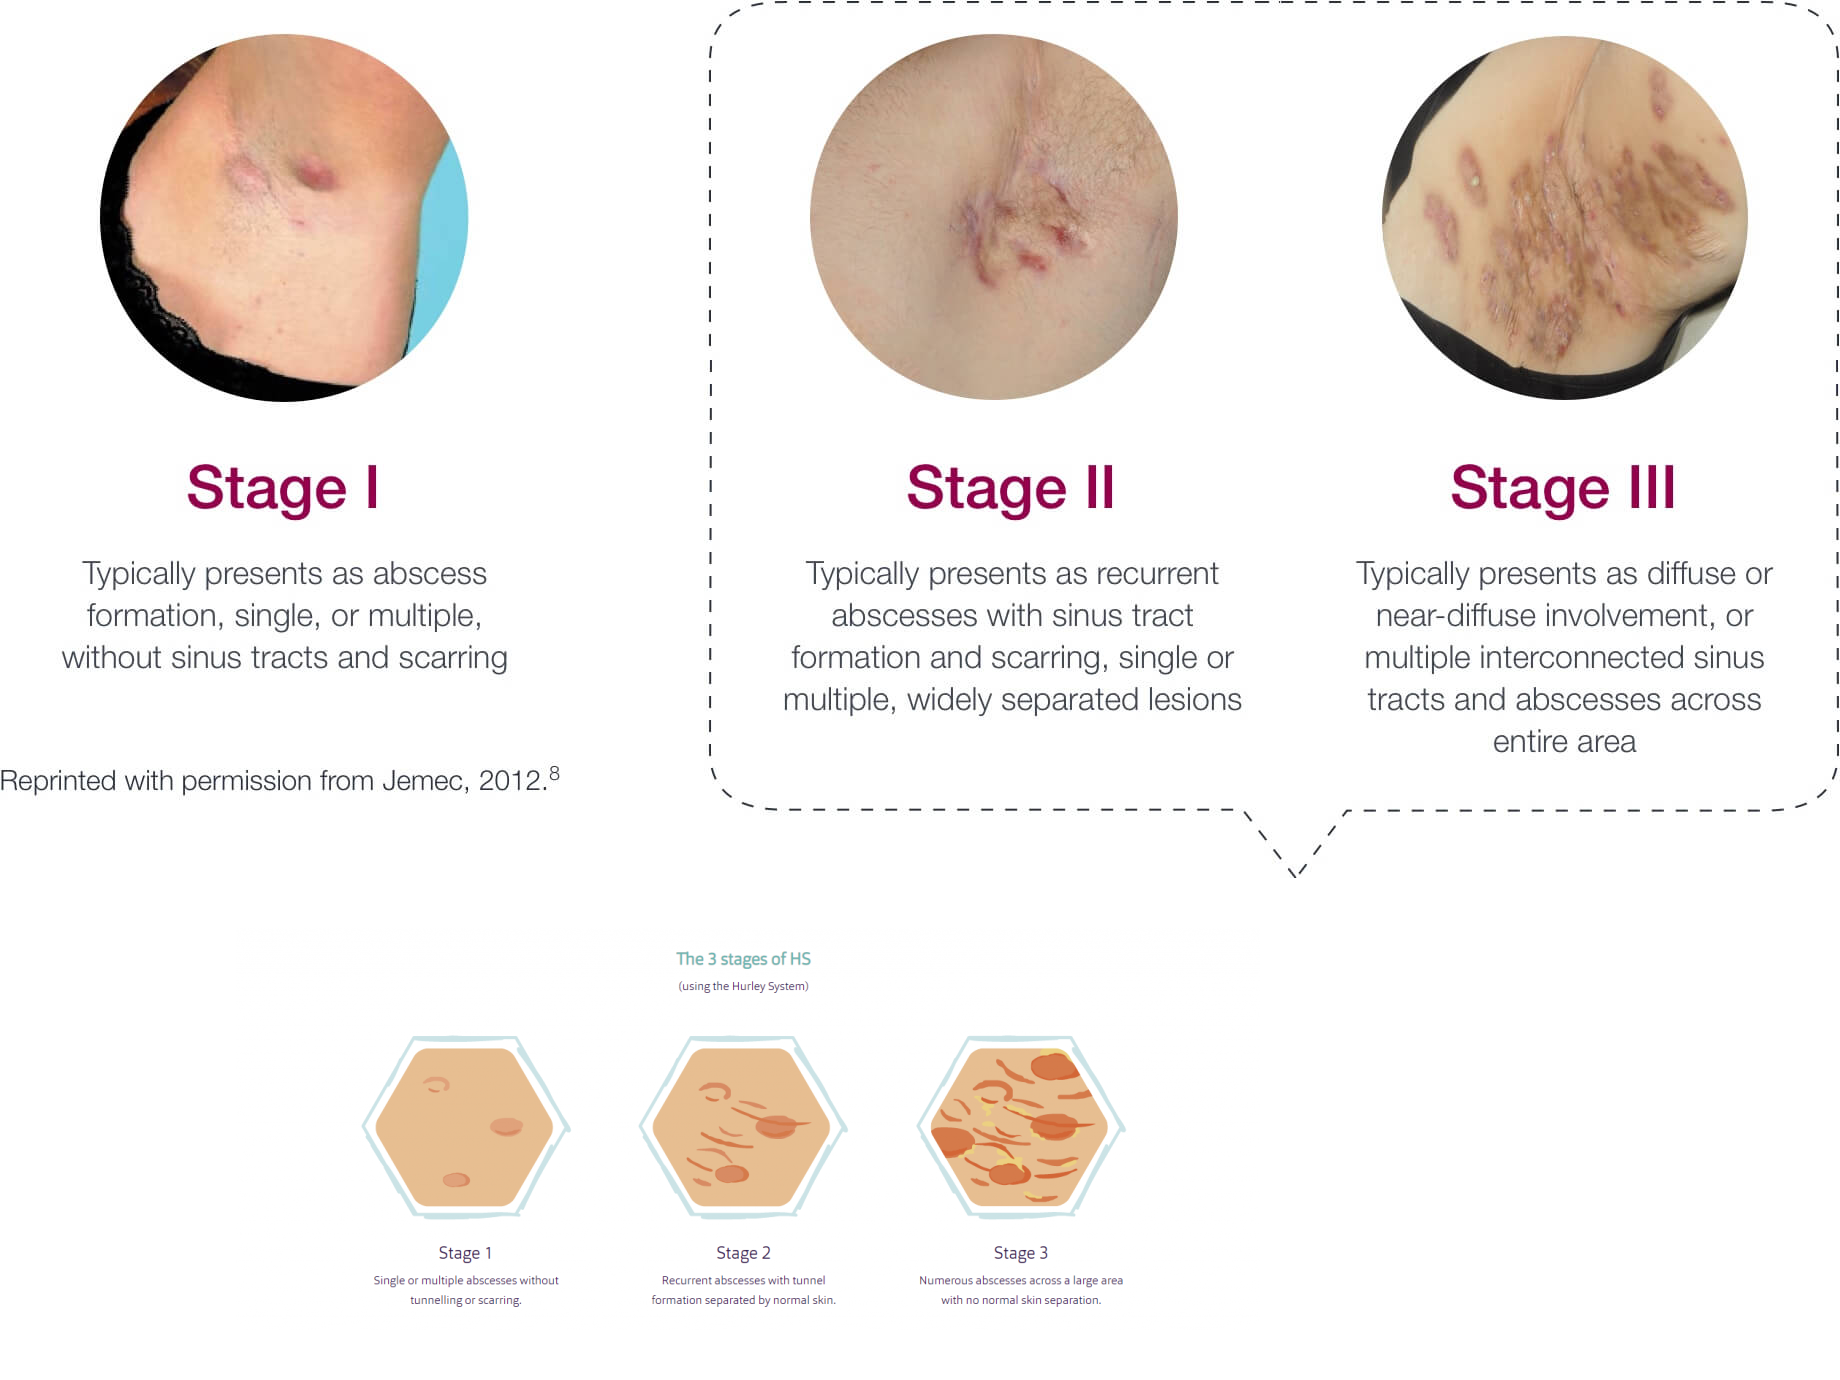 Stage I
Typically presents as abscess
formation, single, or multiple,
without sinus tracts and scarring
Stage II
Typically presents as recurrent
abscesses with sinus tract
formation and scarring, single or
multiple, widely separated lesions
Stage III
Typically presents as diffuse or
near-diffuse involvement, or
multiple interconnected sinus
tracts and abscesses across
entire area
Reprinted with permission from Jemec, 2012.⁸
The 3 stages of HS
(using the Hurley System)
Stage 1
Single or multiple abscesses without
tunnelling or scarring.
Stage 2
Recurrent abscesses with tunnel
formation separated by normal skin.
Stage 3
Numerous abscesses across a large area
with no normal skin separation.